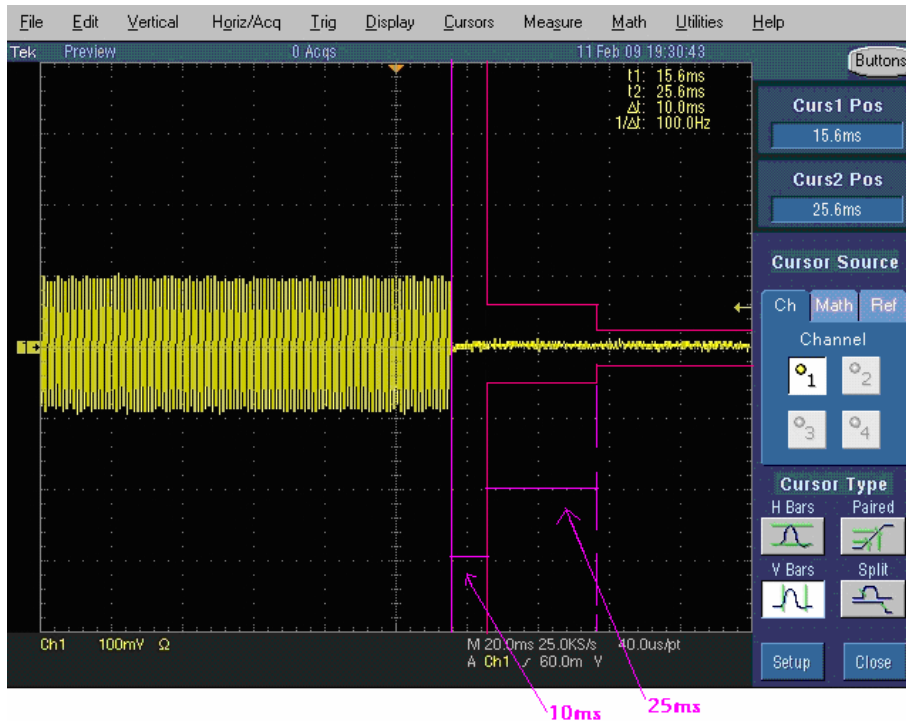 File Edit Vertical Horiz/Acq Trig Display Cursors Measure Math Utilities Help
Tek Preview 0 Acqs 11 Feb 09 19:30:43
Buttons
t1: 15.6ms
t2: 25.6ms
Δt: 10.0ms
1/Δt: 100.0Hz
Curs1 Pos
15.6ms
Curs2 Pos
25.6ms
Cursor Source
Ch Math Ref
Channel
1 2
3 4
Cursor Type
H Bars Paired
V Bars Split
Setup Close
1
Ch1 100mV Ω M 20.0ms 25.0KS/s 40.0us/pt
A Ch1 / 60.0m V
10ms
25ms